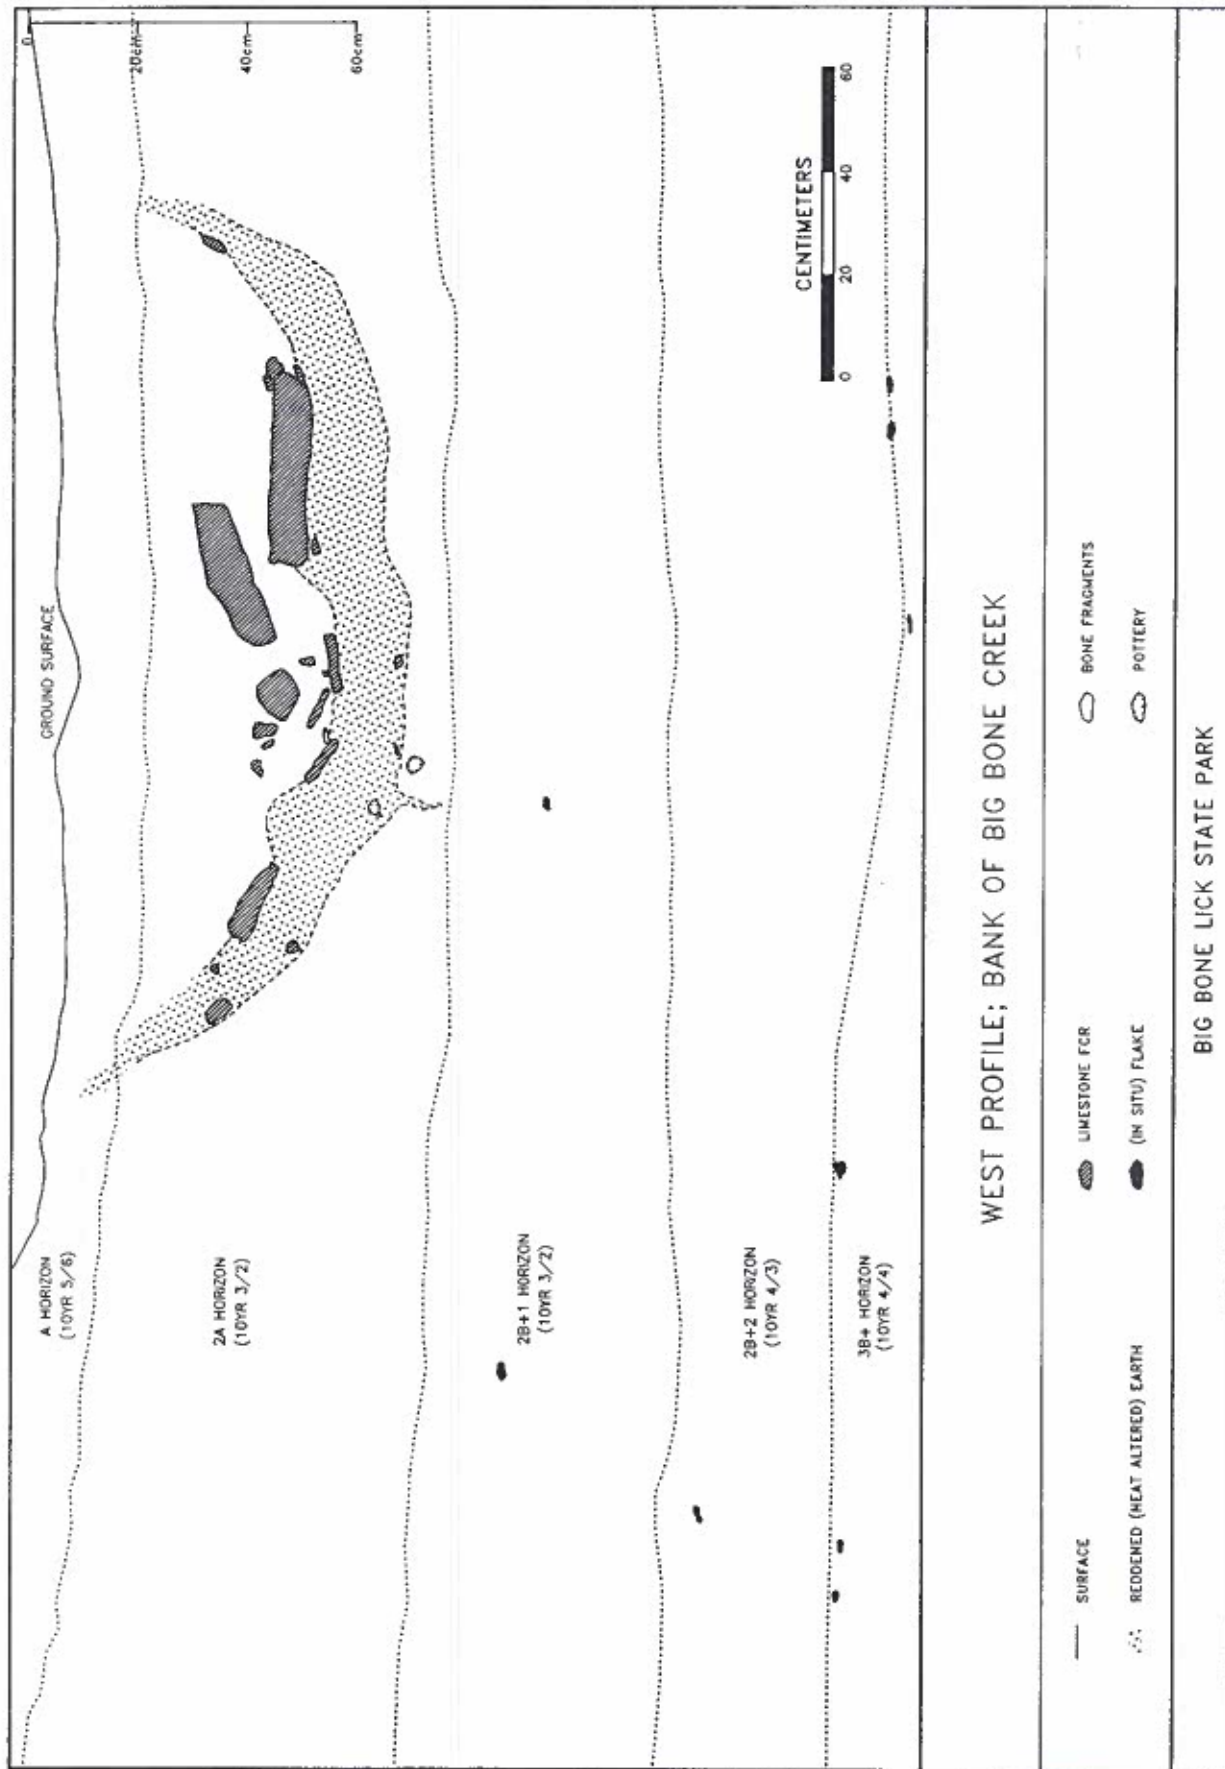 GROUND SURFACE
0
20cm
40cm
60cm
A HORIZON
(10YR 5/6)
2A HORIZON
(10YR 3/2)
2B+1 HORIZON
(10YR 3/2)
2B+2 HORIZON
(10YR 4/3)
3B+ HORIZON
(10YR 4/4)
CENTIMETERS
0 20 40 60
WEST PROFILE; BANK OF BIG BONE CREEK
SURFACE
LIMESTONE FCR
BONE FRAGMENTS
REDDENED (HEAT ALTERED) EARTH
(IN SITU) FLAKE
POTTERY
BIG BONE LICK STATE PARK